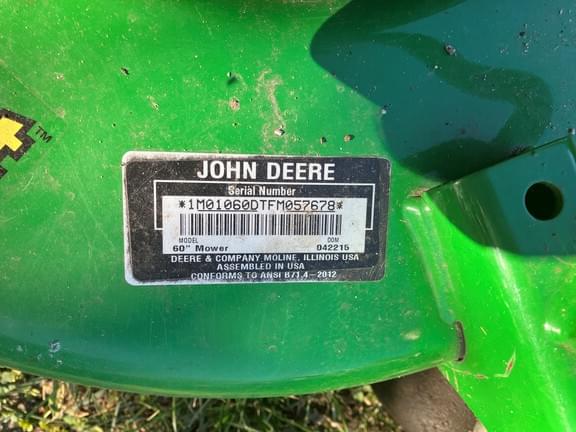 TM
JOHN DEERE
Serial Number
*1M01060DTFM057678*
MODEL DOM
60" Mower 042215
DEERE & COMPANY MOLINE, ILLINOIS USA
ASSEMBLED IN USA
CONFORMS TO ANSI B71.4-2012